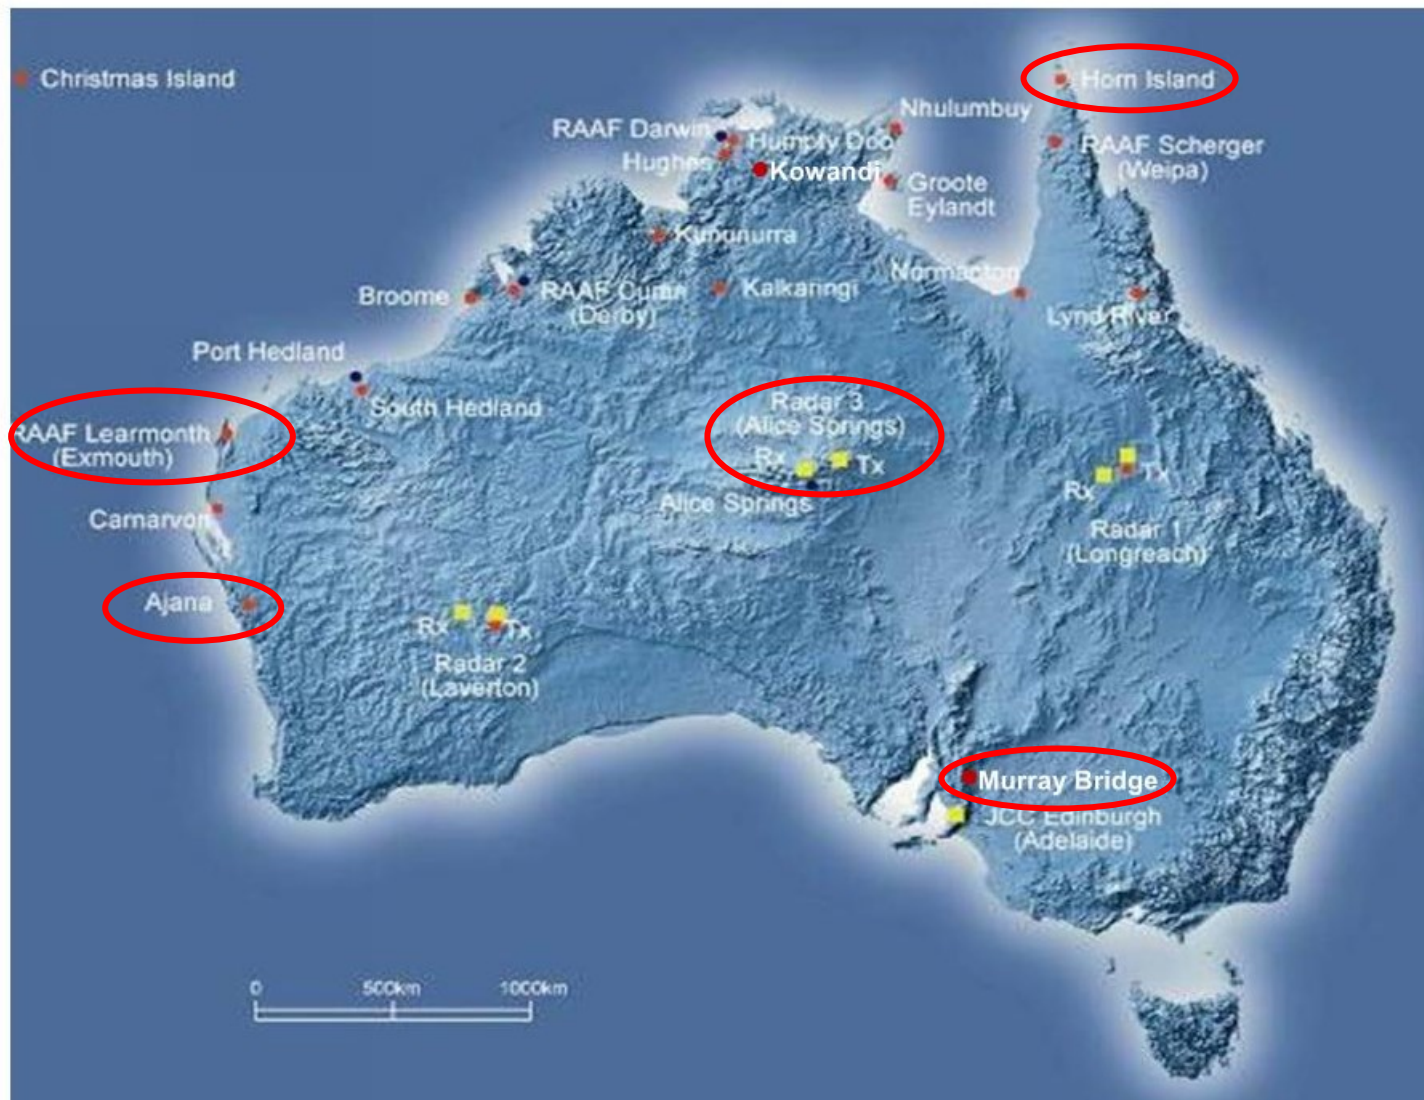 Christmas Island
Horn Island
Nhulumbuy
RAAF Darwin
Humpty Doo
RAAF Scherger
(Weipa)
Hughes
Kowandi
Groote
Eylandt
Kununurra
Normacton
Broome
RAAF Curtin
(Derby)
Kalkaringi
Lynd River
Port Hedland
South Hedland
Radar 3
(Alice Springs)
RAAF Learmonth
(Exmouth)
Rx
Tx
Rx
Tx
Alice Springs
Carnarvon
Radar 1
(Longreach)
Ajana
Rx
Tx
Radar 2
(Laverton)
Murray Bridge
JCC Edinburgh
(Adelaide)
0
500km
1000km